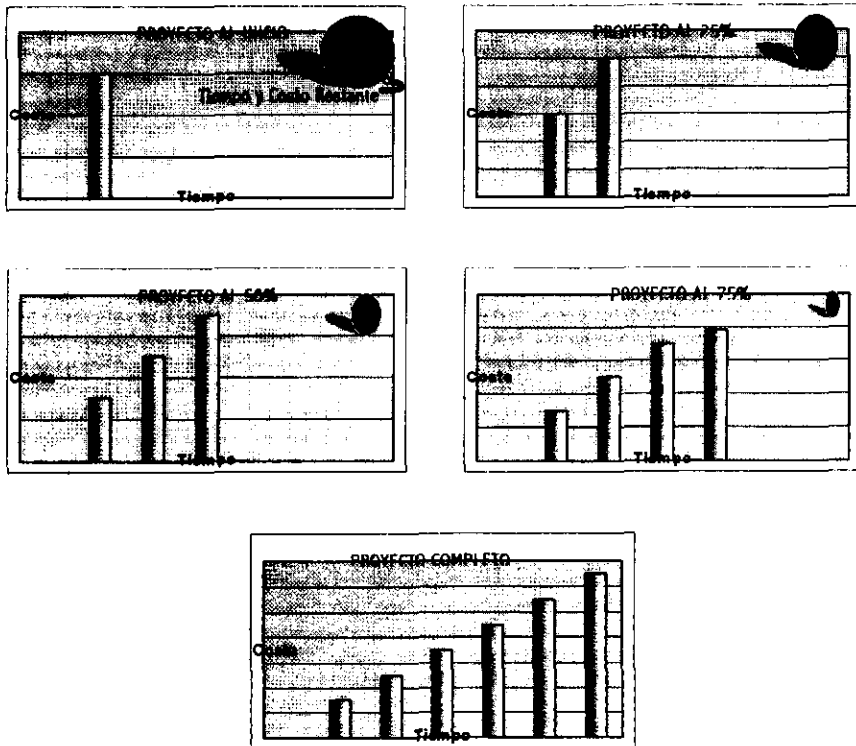 PROYECTO AL INICIO
Tiempo y Costo Restante
Costo
Tiempo
PROYECTO AL 25%
Costo
Tiempo
PROYECTO AL 50%
Costo
Tiempo
PROYECTO AL 75%
Costo
Tiempo
PROYECTO COMPLETO
Costo
Tiempo